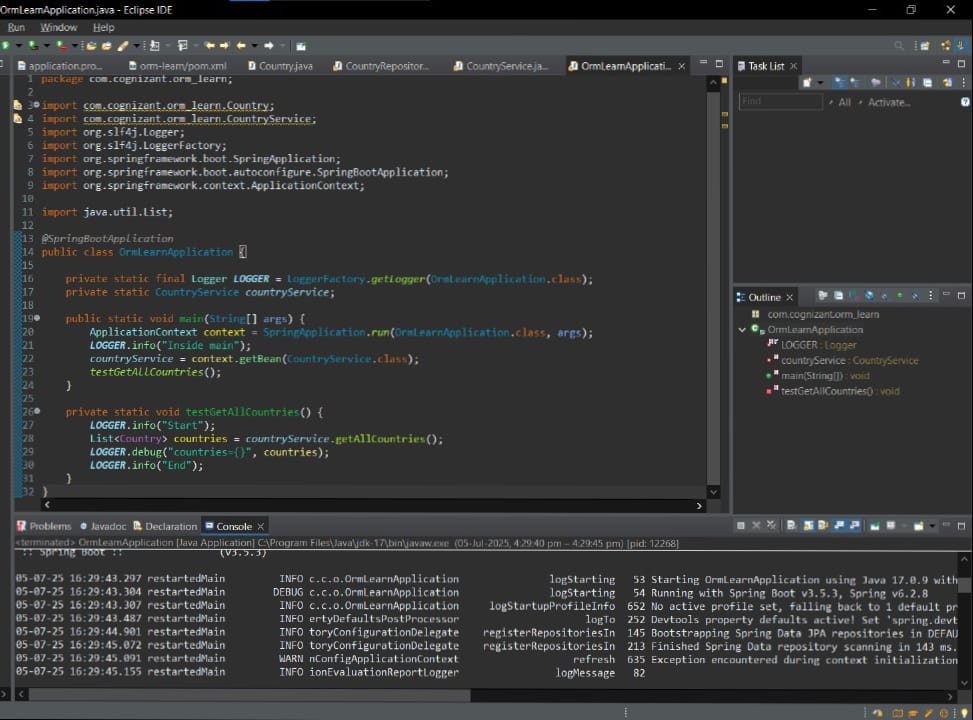 OrmLearnApplication.java - Eclipse IDE
Run Window Help
application.pro... orm-learn/pom.xml Country.java CountryRepositor... CountryService.ja... OrmLearnApplicati...
1 package com.cognizant.orm_learn;
2
3 import com.cognizant.orm_learn.Country;
4 import com.cognizant.orm_learn.CountryService;
5 import org.slf4j.Logger;
6 import org.slf4j.LoggerFactory;
7 import org.springframework.boot.SpringApplication;
8 import org.springframework.boot.autoconfigure.SpringBootApplication;
9 import org.springframework.context.ApplicationContext;
10
11 import java.util.List;
12
13 @SpringBootApplication
14 public class OrmLearnApplication {
15
16 private static final Logger LOGGER = LoggerFactory.getLogger(OrmLearnApplication.class);
17 private static CountryService countryService;
18
19 public static void main(String[] args) {
20 ApplicationContext context = SpringApplication.run(OrmLearnApplication.class, args);
21 LOGGER.info("Inside main");
22 countryService = context.getBean(CountryService.class);
23 testGetAllCountries();
24 }
25
26 private static void testGetAllCountries() {
27 LOGGER.info("Start");
28 List<Country> countries = countryService.getAllCountries();
29 LOGGER.debug("countries={}", countries);
30 LOGGER.info("End");
31 }
32 }
Task List
Find All Activate...
Outline
com.cognizant.orm_learn
OrmLearnApplication
LOGGER : Logger
countryService : CountryService
main(String[]) : void
testGetAllCountries() : void
Problems Javadoc Declaration Console
<terminated> OrmLearnApplication [Java Application] C:\Program Files\Java\jdk-17\bin\javaw.exe (05-Jul-2025, 4:29:40 pm – 4:29:45 pm) [pid: 12268]
:: Spring Boot :: (v3.5.3)
05-07-25 16:29:43.297 restartedMain INFO c.c.o.OrmLearnApplication logStarting 53 Starting OrmLearnApplication using Java 17.0.9 with
05-07-25 16:29:43.304 restartedMain DEBUG c.c.o.OrmLearnApplication logStarting 54 Running with Spring Boot v3.5.3, Spring v6.2.8
05-07-25 16:29:43.307 restartedMain INFO c.c.o.OrmLearnApplication logStartupProfileInfo 652 No active profile set, falling back to 1 default pr
05-07-25 16:29:43.487 restartedMain INFO ertyDefaultsPostProcessor logTo 252 Devtools property defaults active! Set 'spring.devt
05-07-25 16:29:44.901 restartedMain INFO toryConfigurationDelegate registerRepositoriesIn 145 Bootstrapping Spring Data JPA repositories in DEFAU
05-07-25 16:29:45.072 restartedMain INFO toryConfigurationDelegate registerRepositoriesIn 213 Finished Spring Data repository scanning in 143 ms.
05-07-25 16:29:45.091 restartedMain WARN nConfigApplicationContext refresh 635 Exception encountered during context initialization
05-07-25 16:29:45.155 restartedMain INFO ionEvaluationReportLogger logMessage 82